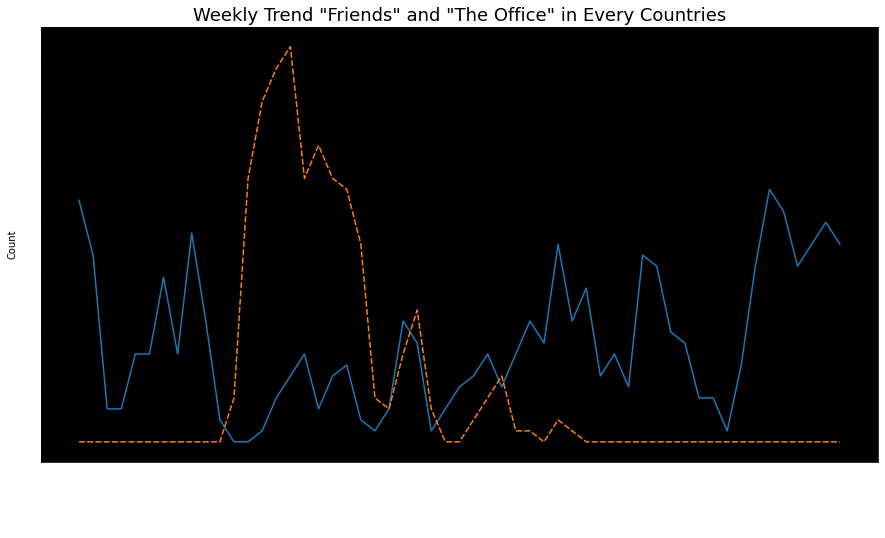 Weekly Trend "Friends" and "The Office" in Every Countries
Count